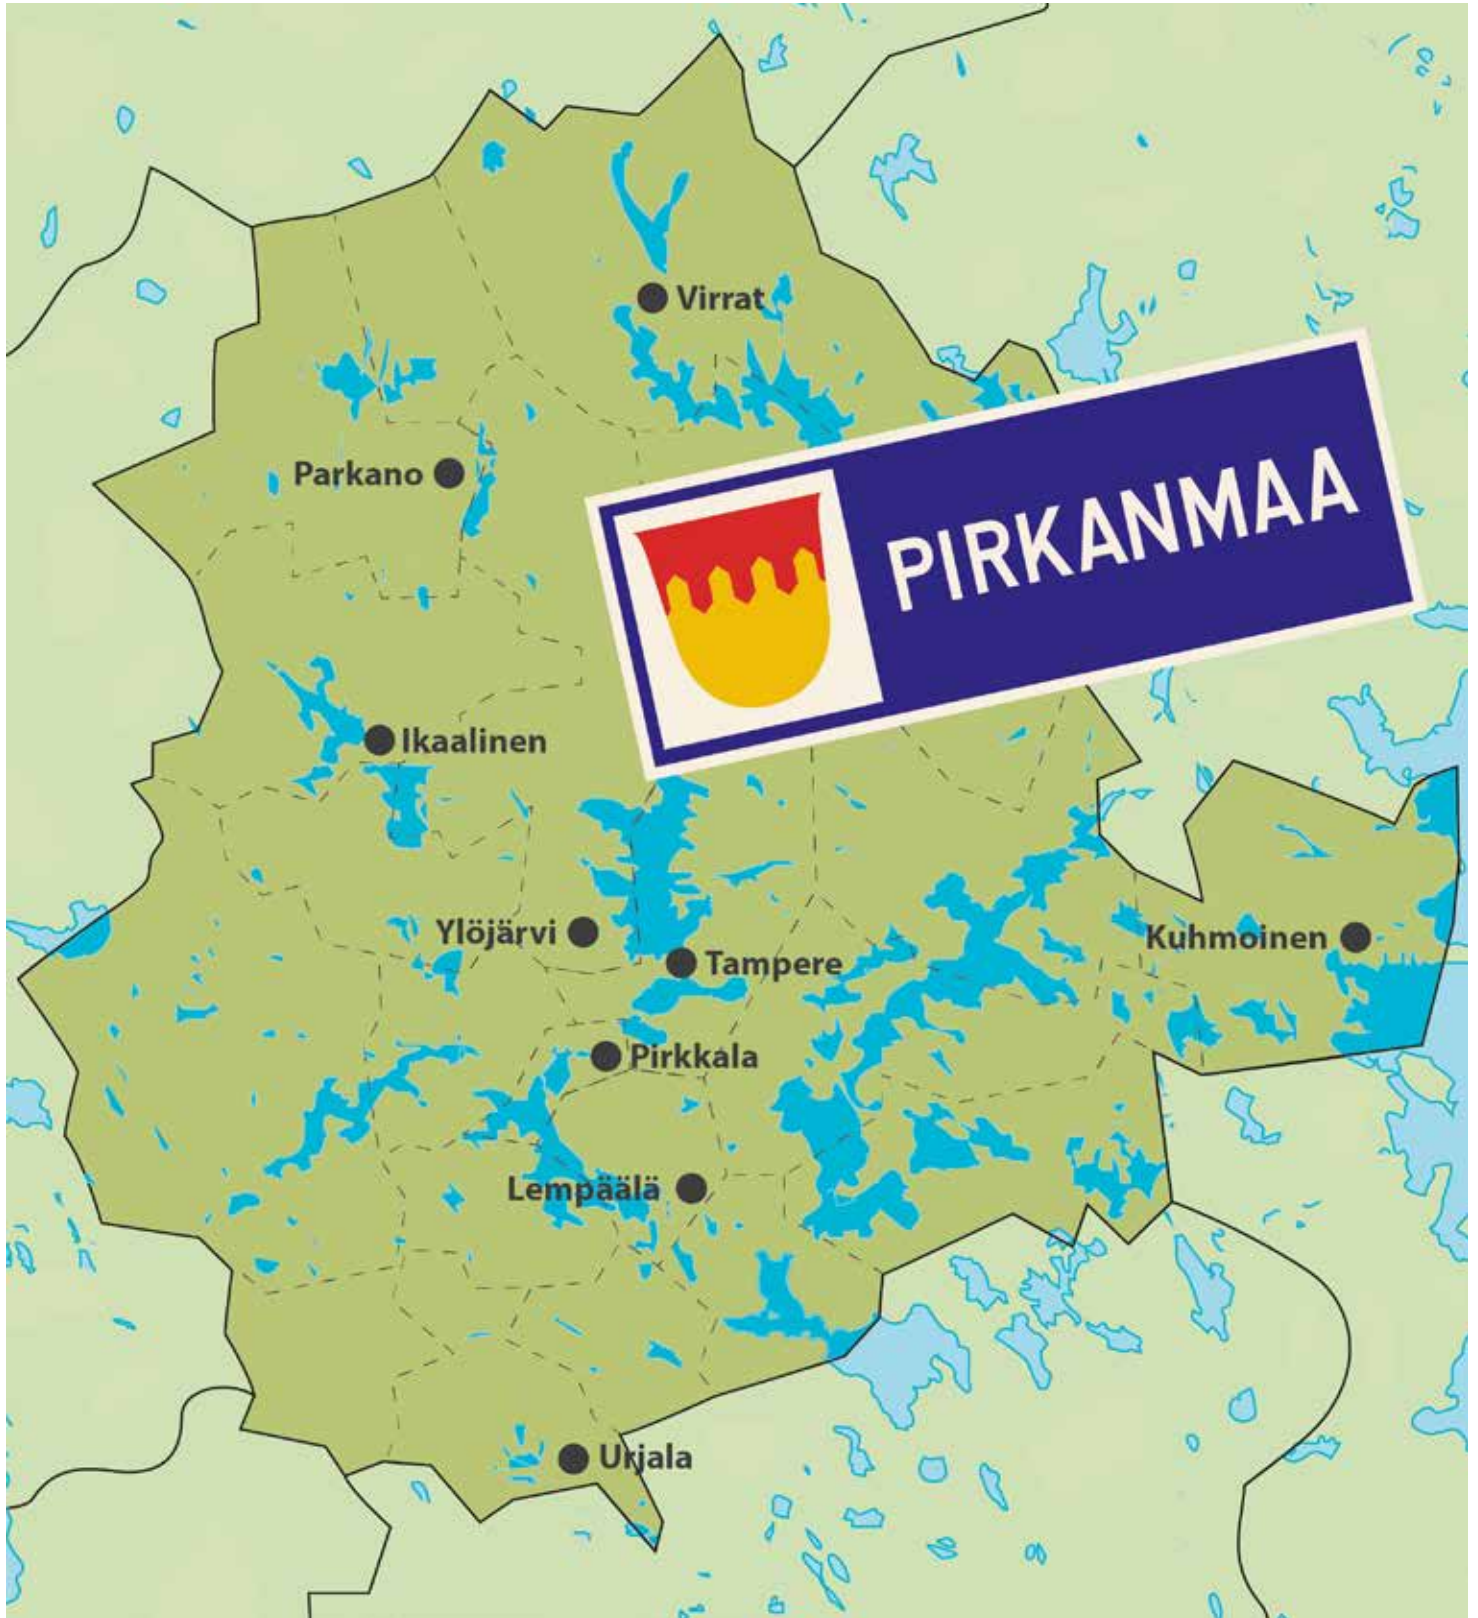 Virrat
Parkano
PIRKANMAA
Ikaalinen
Ylöjärvi
Tampere
Kuhmoinen
Pirkkala
Lempäälä
Urjala